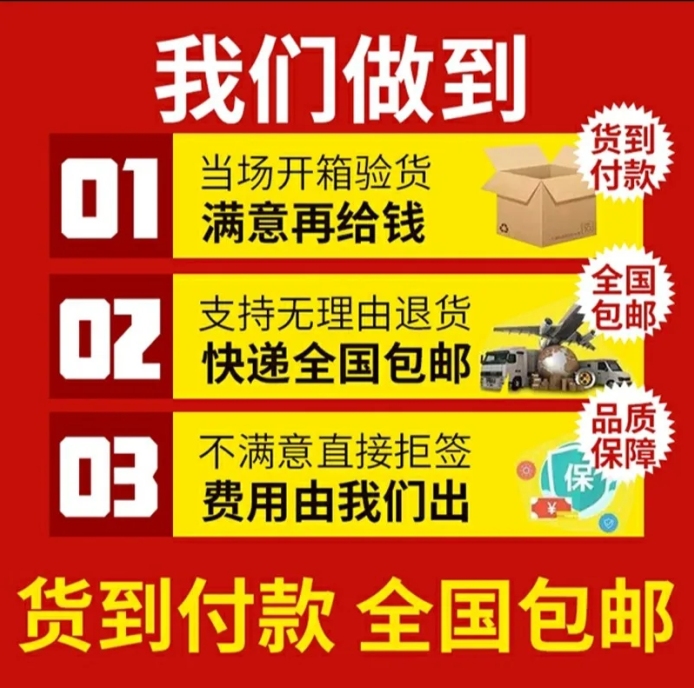 我们做到
01
当场开箱验货
满意再给钱
货到
付款
02
支持无理由退货
快递全国包邮
全国
包邮
03
不满意直接拒签
费用由我们出
品质
保障
保
¥
货到付款 全国包邮